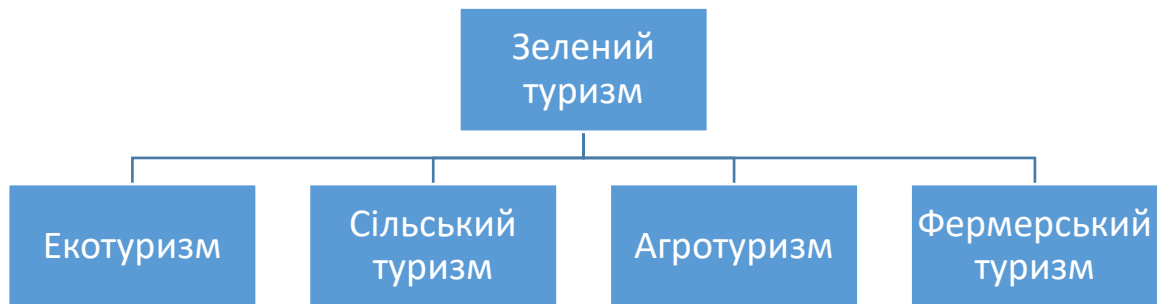 Зелений
туризм
Екотуризм
Сільський
туризм
Агротуризм
Фермерський
туризм